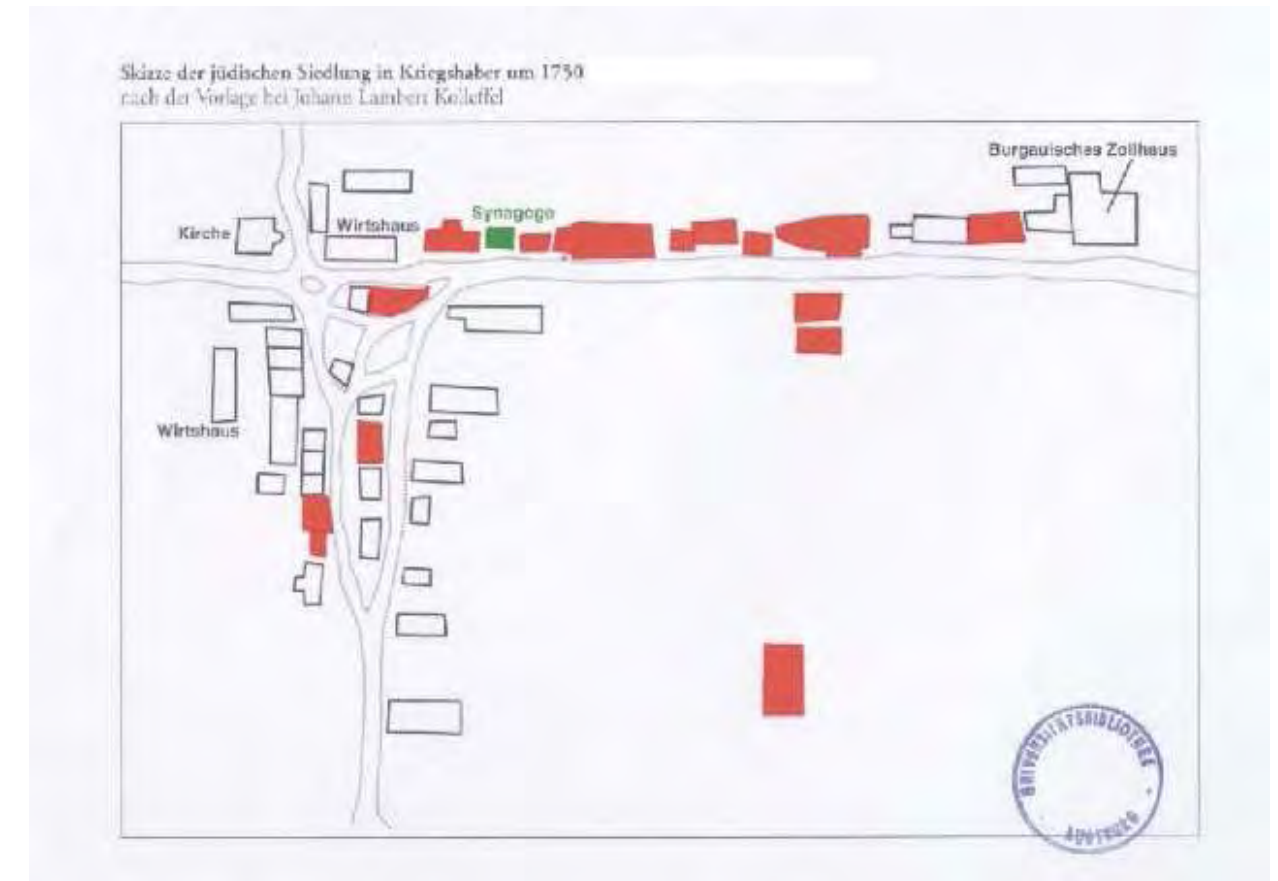 Skizze der jüdischen Siedlung in Kriegshaber um 1750
nach der Vorlage bei Johann Lambert Kolleffel
Burgauisches Zollhaus
Synagoge
Kirche
Wirtshaus
Wirtshaus
UNIVERSITÄTSBIBLIOTHEK
AUGSBURG